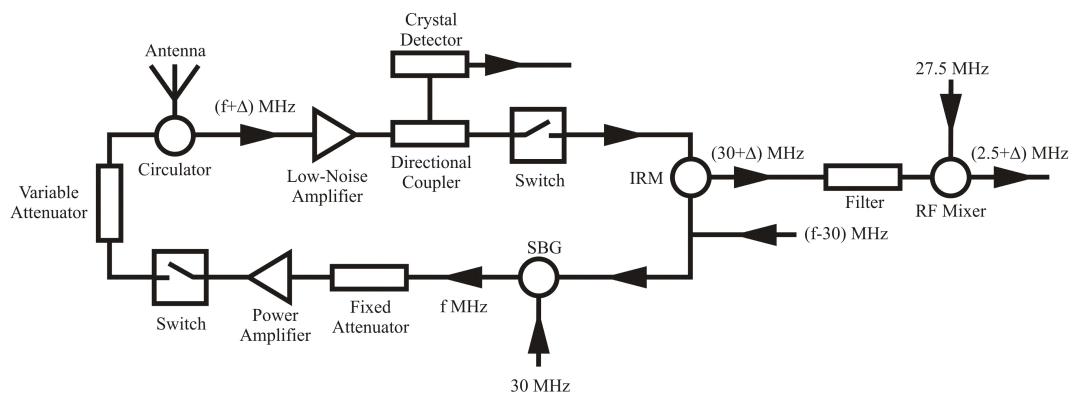 Crystal
Detector
Antenna
27.5 MHz
(f+Δ) MHz
(30+Δ) MHz
(2.5+Δ) MHz
Circulator
Low-Noise
Amplifier
Directional
Coupler
Switch
IRM
Filter
RF Mixer
Variable
Attenuator
(f-30) MHz
SBG
Switch
Power
Amplifier
Fixed
Attenuator
f MHz
30 MHz